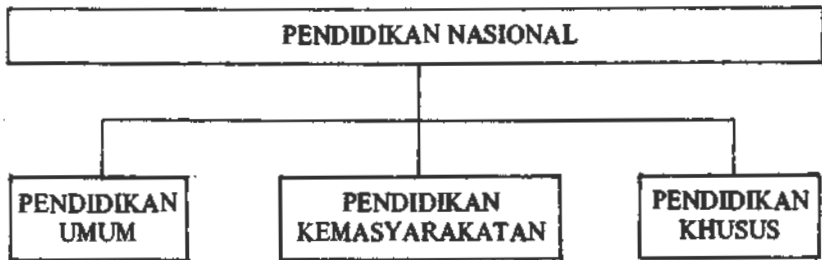 PENDIDIKAN NASIONAL
PENDIDIKAN
UMUM
PENDIDIKAN
KEMASYARAKATAN
PENDIDIKAN
KHUSUS